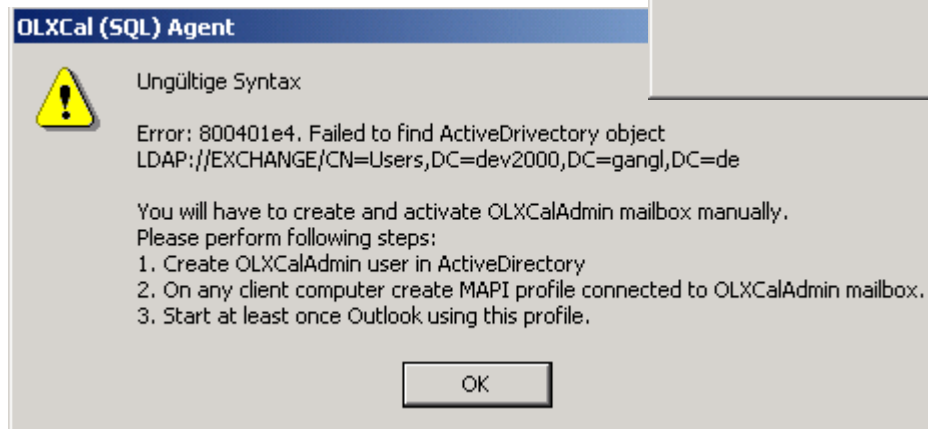 OLXCal (SQL) Agent
Ungültige Syntax
Error: 800401e4. Failed to find ActiveDrivectory object
LDAP://EXCHANGE/CN=Users,DC=dev2000,DC=gangl,DC=de
You will have to create and activate OLXCalAdmin mailbox manually.
Please perform following steps:
1. Create OLXCalAdmin user in ActiveDirectory
2. On any client computer create MAPI profile connected to OLXCalAdmin mailbox.
3. Start at least once Outlook using this profile.
OK